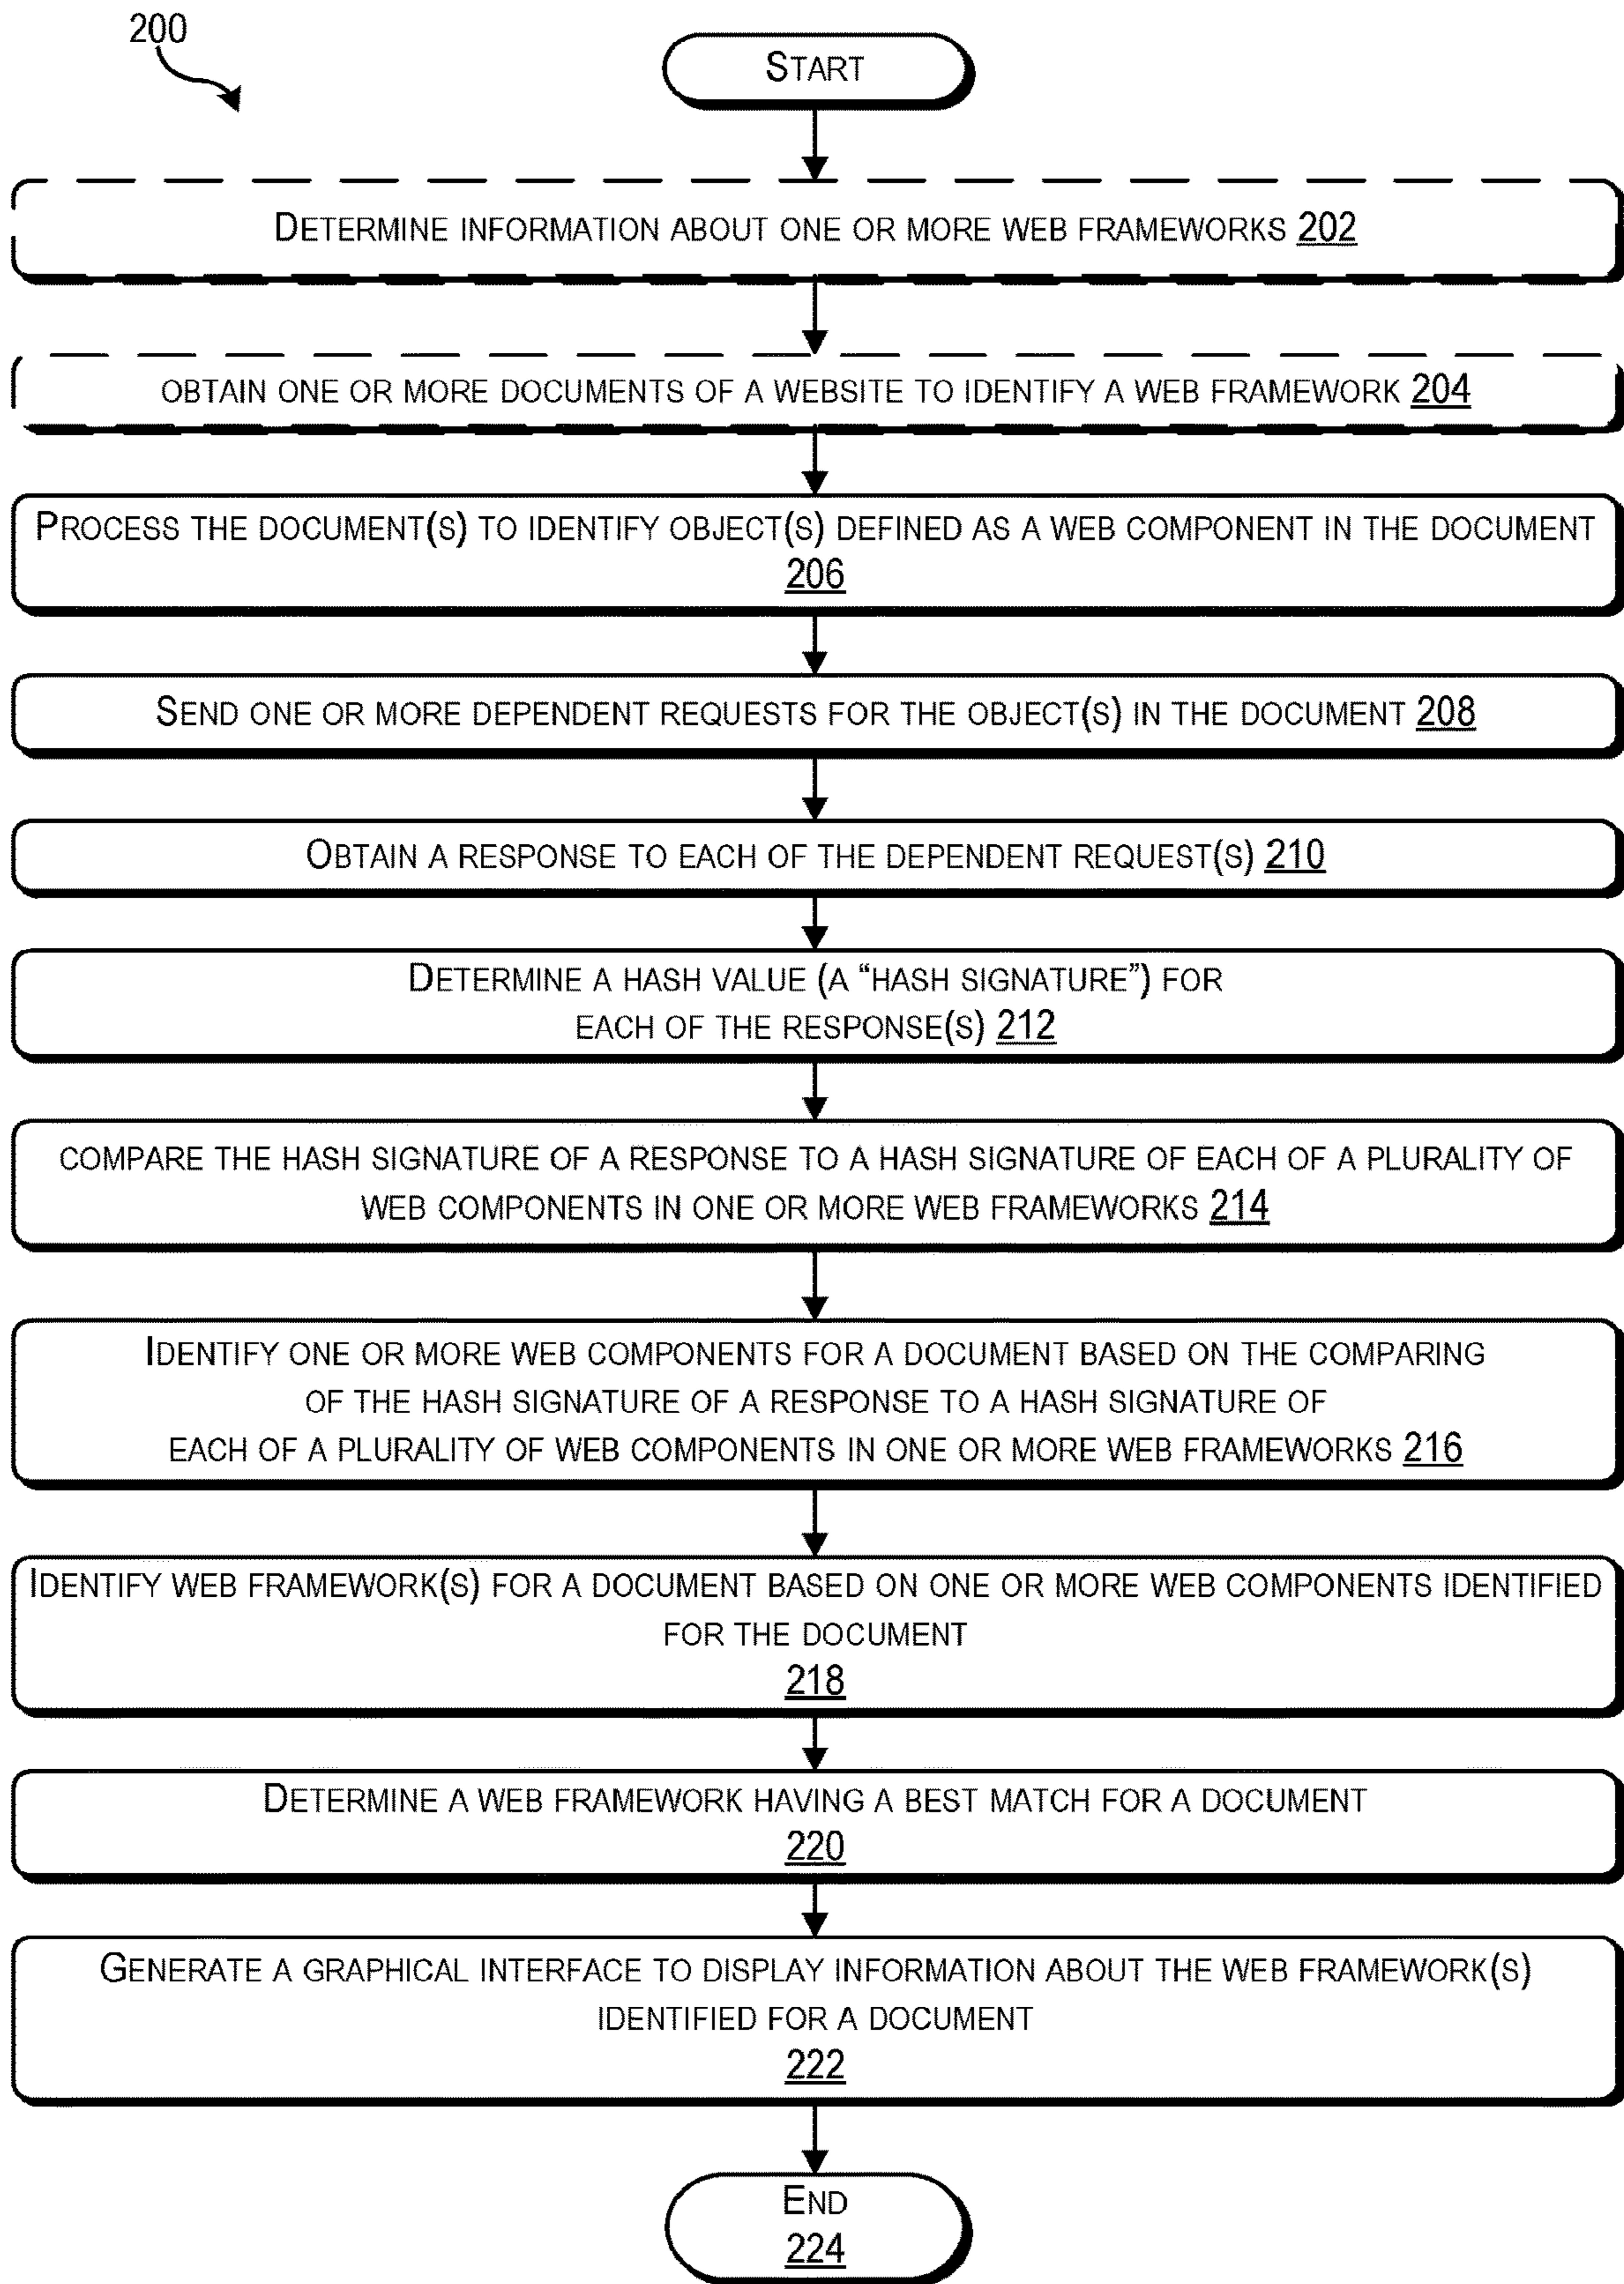 200
START
DETERMINE INFORMATION ABOUT ONE OR MORE WEB FRAMEWORKS 202
OBTAIN ONE OR MORE DOCUMENTS OF A WEBSITE TO IDENTIFY A WEB FRAMEWORK 204
PROCESS THE DOCUMENT(S) TO IDENTIFY OBJECT(S) DEFINED AS A WEB COMPONENT IN THE DOCUMENT
206
SEND ONE OR MORE DEPENDENT REQUESTS FOR THE OBJECT(S) IN THE DOCUMENT 208
OBTAIN A RESPONSE TO EACH OF THE DEPENDENT REQUEST(S) 210
DETERMINE A HASH VALUE (A “HASH SIGNATURE”) FOR
EACH OF THE RESPONSE(S) 212
COMPARE THE HASH SIGNATURE OF A RESPONSE TO A HASH SIGNATURE OF EACH OF A PLURALITY OF
WEB COMPONENTS IN ONE OR MORE WEB FRAMEWORKS 214
IDENTIFY ONE OR MORE WEB COMPONENTS FOR A DOCUMENT BASED ON THE COMPARING
OF THE HASH SIGNATURE OF A RESPONSE TO A HASH SIGNATURE OF
EACH OF A PLURALITY OF WEB COMPONENTS IN ONE OR MORE WEB FRAMEWORKS 216
IDENTIFY WEB FRAMEWORK(S) FOR A DOCUMENT BASED ON ONE OR MORE WEB COMPONENTS IDENTIFIED
FOR THE DOCUMENT
218
DETERMINE A WEB FRAMEWORK HAVING A BEST MATCH FOR A DOCUMENT
220
GENERATE A GRAPHICAL INTERFACE TO DISPLAY INFORMATION ABOUT THE WEB FRAMEWORK(S)
IDENTIFIED FOR A DOCUMENT
222
END
224